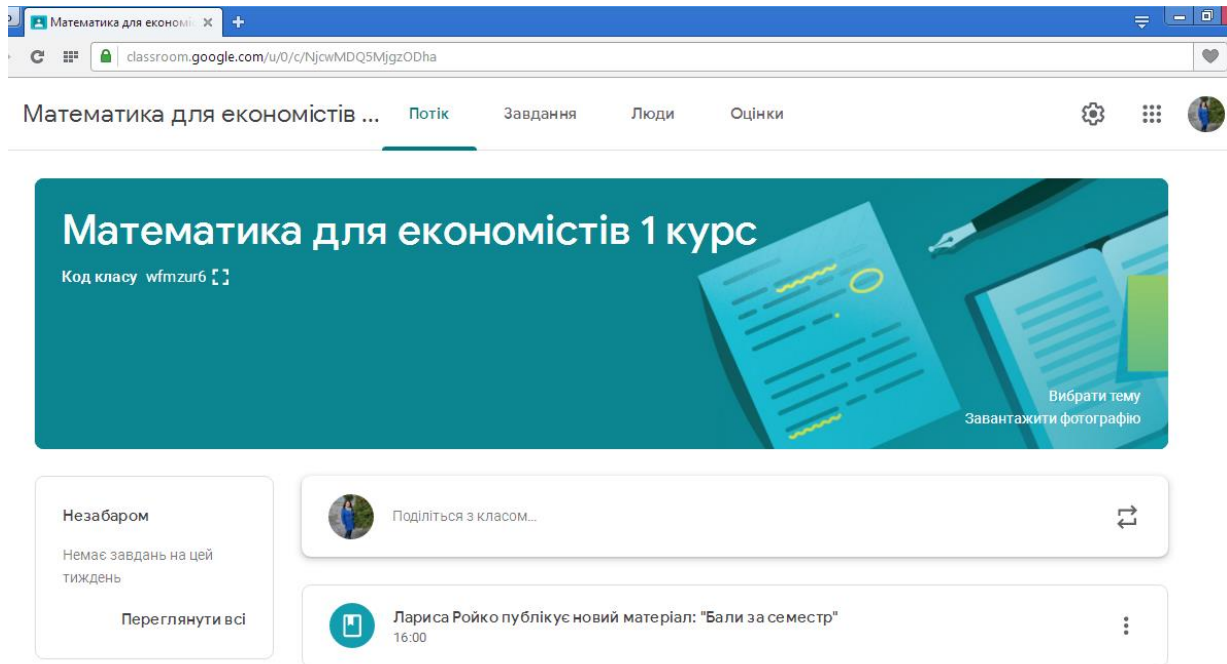 Математика для економіс
classroom.google.com/u/0/c/NjcwMDQ5MjgzODha
Математика для економістів ... Потік Завдання Люди Оцінки
Математика для економістів 1 курс
Код класу wfmzur6
Вибрати тему
Завантажити фотографію
Незабаром
Немає завдань на цей
тиждень
Переглянути всі
Поділіться з класом...
Лариса Ройко публікує новий матеріал: "Бали за семестр"
16:00